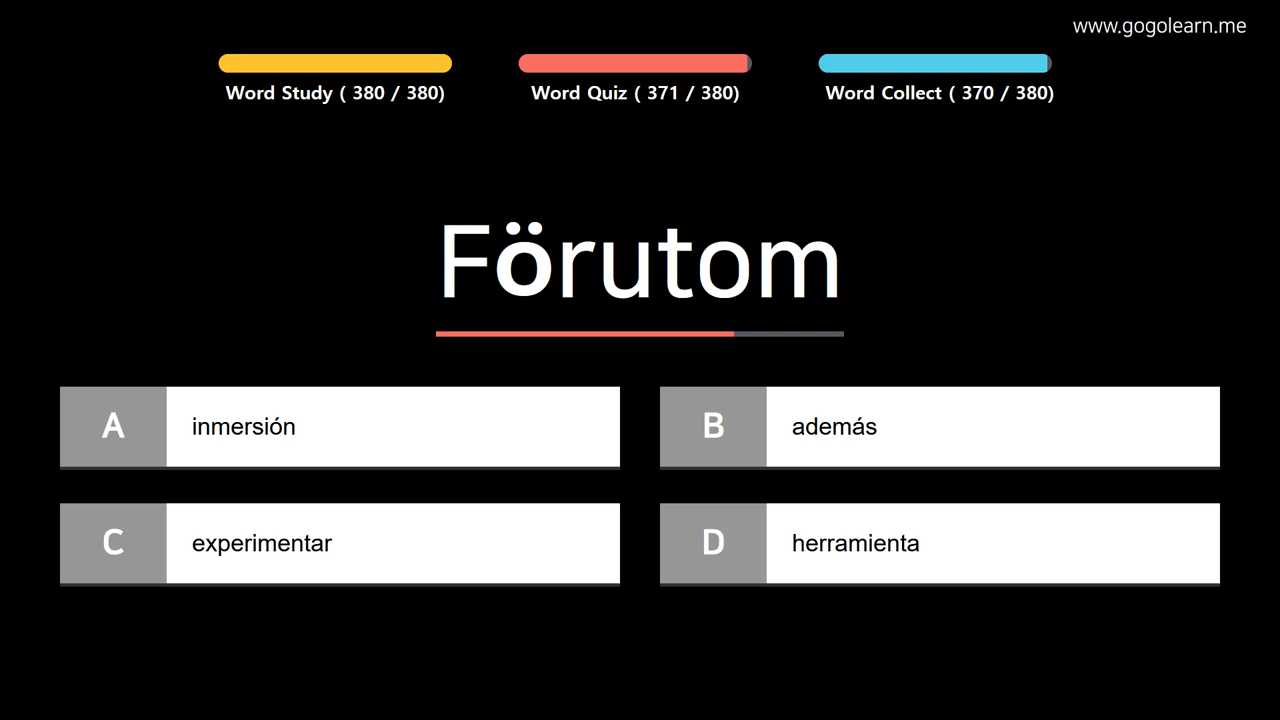 www.gogolearn.me
Word Study ( 380 / 380)
Word Quiz ( 371 / 380)
Word Collect ( 370 / 380)
Förutom
A inmersión
B además
C experimentar
D herramienta